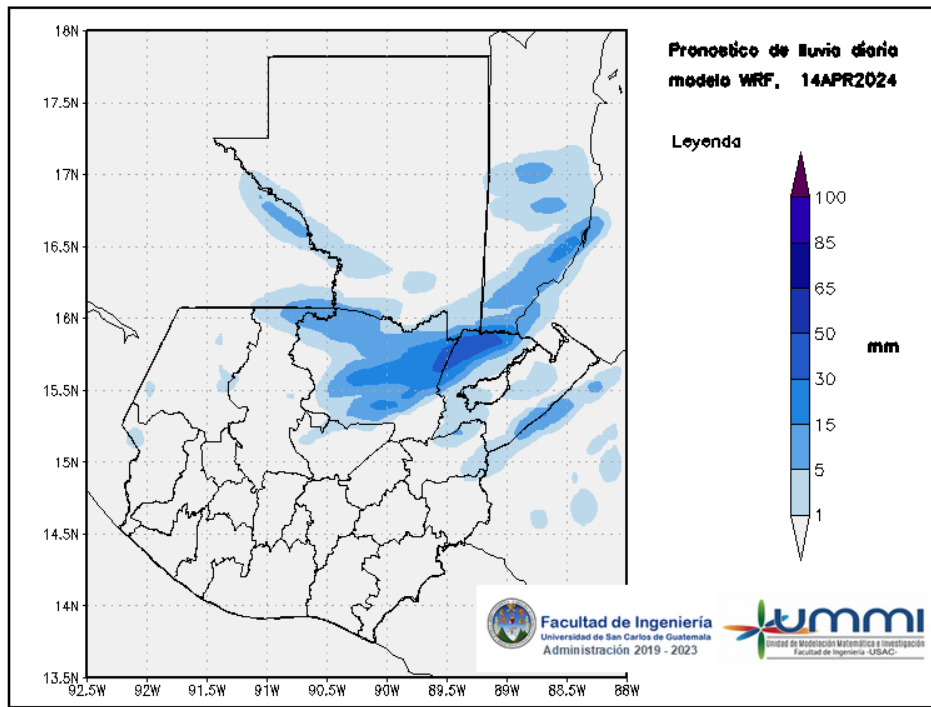 Pronostico de lluvia diaria
modelo WRF, 14APR2024
Leyenda
100
85
65
50
30
15
5
1
mm
18N
17.5N
17N
16.5N
16N
15.5N
15N
14.5N
14N
13.5N
92.5W 92W 91.5W 91W 90.5W 90W 89.5W 89W 88.5W 88W
Facultad de Ingeniería
Universidad de San Carlos de Guatemala
Administración 2019 - 2023
UMMI
Unidad de Modelación Matemática e Investigación
Facultad de Ingeniería -USAC-